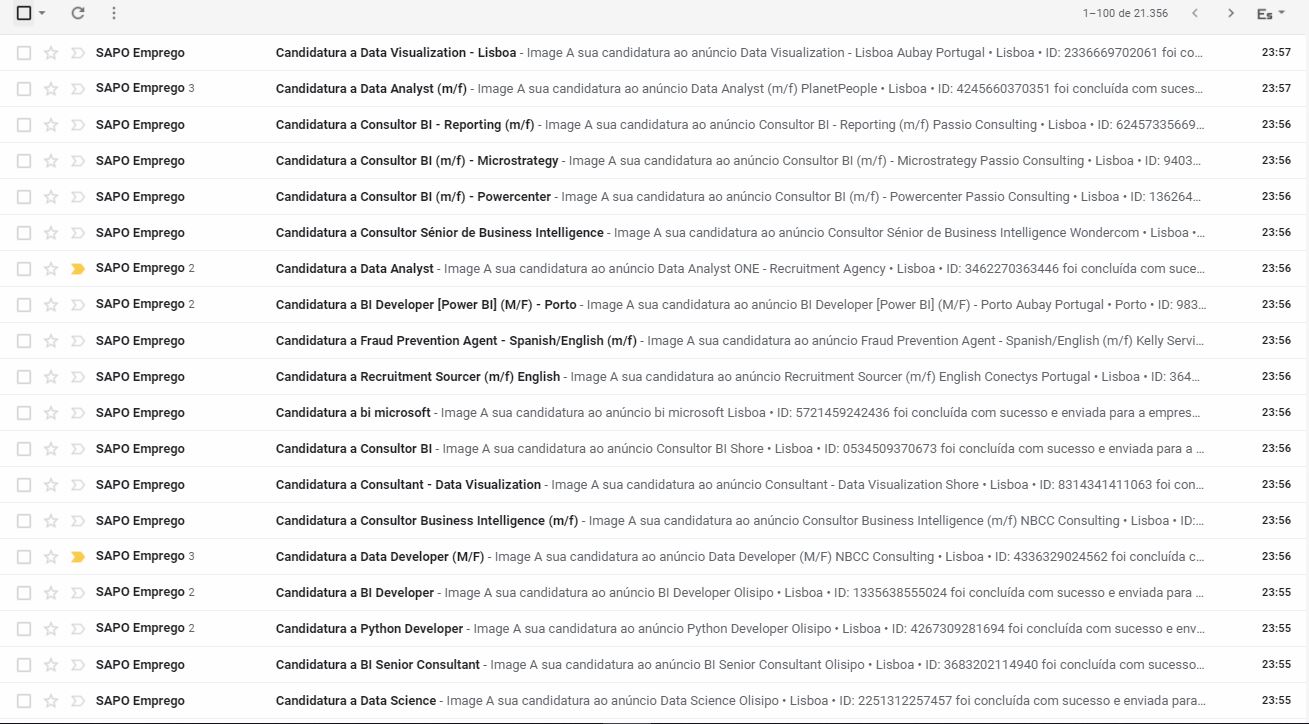 1–100 de 21.356 Es
SAPO Emprego Candidatura a Data Visualization - Lisboa - Image A sua candidatura ao anúncio Data Visualization - Lisboa Aubay Portugal • Lisboa • ID: 2336669702061 foi co… 23:57
SAPO Emprego 3 Candidatura a Data Analyst (m/f) - Image A sua candidatura ao anúncio Data Analyst (m/f) PlanetPeople • Lisboa • ID: 4245660370351 foi concluída com suces… 23:57
SAPO Emprego Candidatura a Consultor BI - Reporting (m/f) - Image A sua candidatura ao anúncio Consultor BI - Reporting (m/f) Passio Consulting • Lisboa • ID: 62457335669… 23:56
SAPO Emprego Candidatura a Consultor BI (m/f) - Microstrategy - Image A sua candidatura ao anúncio Consultor BI (m/f) - Microstrategy Passio Consulting • Lisboa • ID: 9403… 23:56
SAPO Emprego Candidatura a Consultor BI (m/f) - Powercenter - Image A sua candidatura ao anúncio Consultor BI (m/f) - Powercenter Passio Consulting • Lisboa • ID: 136264… 23:56
SAPO Emprego Candidatura a Consultor Sénior de Business Intelligence - Image A sua candidatura ao anúncio Consultor Sénior de Business Intelligence Wondercom • Lisboa •… 23:56
SAPO Emprego 2 Candidatura a Data Analyst - Image A sua candidatura ao anúncio Data Analyst ONE - Recruitment Agency • Lisboa • ID: 3462270363446 foi concluída com suce… 23:56
SAPO Emprego 2 Candidatura a BI Developer [Power BI] (M/F) - Porto - Image A sua candidatura ao anúncio BI Developer [Power BI] (M/F) - Porto Aubay Portugal • Porto • ID: 983… 23:56
SAPO Emprego Candidatura a Fraud Prevention Agent - Spanish/English (m/f) - Image A sua candidatura ao anúncio Fraud Prevention Agent - Spanish/English (m/f) Kelly Servi… 23:56
SAPO Emprego Candidatura a Recruitment Sourcer (m/f) English - Image A sua candidatura ao anúncio Recruitment Sourcer (m/f) English Conectys Portugal • Lisboa • ID: 364… 23:56
SAPO Emprego Candidatura a bi microsoft - Image A sua candidatura ao anúncio bi microsoft Lisboa • ID: 5721459242436 foi concluída com sucesso e enviada para a empres… 23:56
SAPO Emprego Candidatura a Consultor BI - Image A sua candidatura ao anúncio Consultor BI Shore • Lisboa • ID: 0534509370673 foi concluída com sucesso e enviada para a … 23:56
SAPO Emprego Candidatura a Consultant - Data Visualization - Image A sua candidatura ao anúncio Consultant - Data Visualization Shore • Lisboa • ID: 8314341411063 foi con… 23:56
SAPO Emprego Candidatura a Consultor Business Intelligence (m/f) - Image A sua candidatura ao anúncio Consultor Business Intelligence (m/f) NBCC Consulting • Lisboa • ID:… 23:56
SAPO Emprego 3 Candidatura a Data Developer (M/F) - Image A sua candidatura ao anúncio Data Developer (M/F) NBCC Consulting • Lisboa • ID: 4336329024562 foi concluída c… 23:56
SAPO Emprego 2 Candidatura a BI Developer - Image A sua candidatura ao anúncio BI Developer Olisipo • Lisboa • ID: 1335638555024 foi concluída com sucesso e enviada para … 23:55
SAPO Emprego 2 Candidatura a Python Developer - Image A sua candidatura ao anúncio Python Developer Olisipo • Lisboa • ID: 4267309281694 foi concluída com sucesso e env… 23:55
SAPO Emprego Candidatura a BI Senior Consultant - Image A sua candidatura ao anúncio BI Senior Consultant Olisipo • Lisboa • ID: 3683202114940 foi concluída com sucesso… 23:55
SAPO Emprego Candidatura a Data Science - Image A sua candidatura ao anúncio Data Science Olisipo • Lisboa • ID: 2251312257457 foi concluída com sucesso e enviada para… 23:55